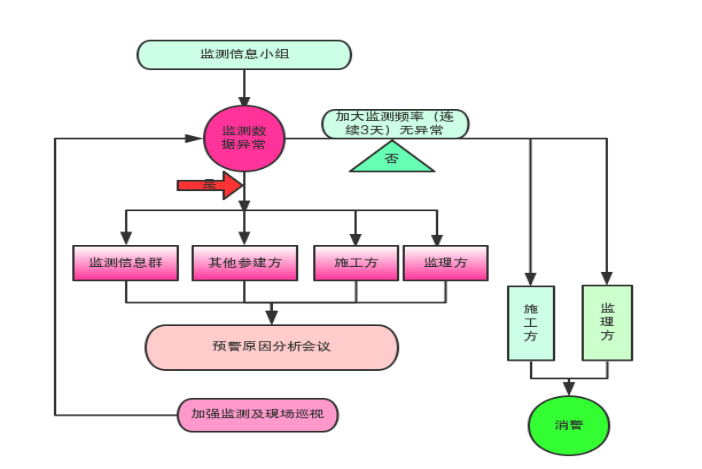 监测信息小组
加大监测频率（连
续3天）无异常
监测数
据异常
否
是
监测信息群
其他参建方
施工方
监理方
施
工
方
监
理
方
预警原因分析会议
加强监测及现场巡视
消警